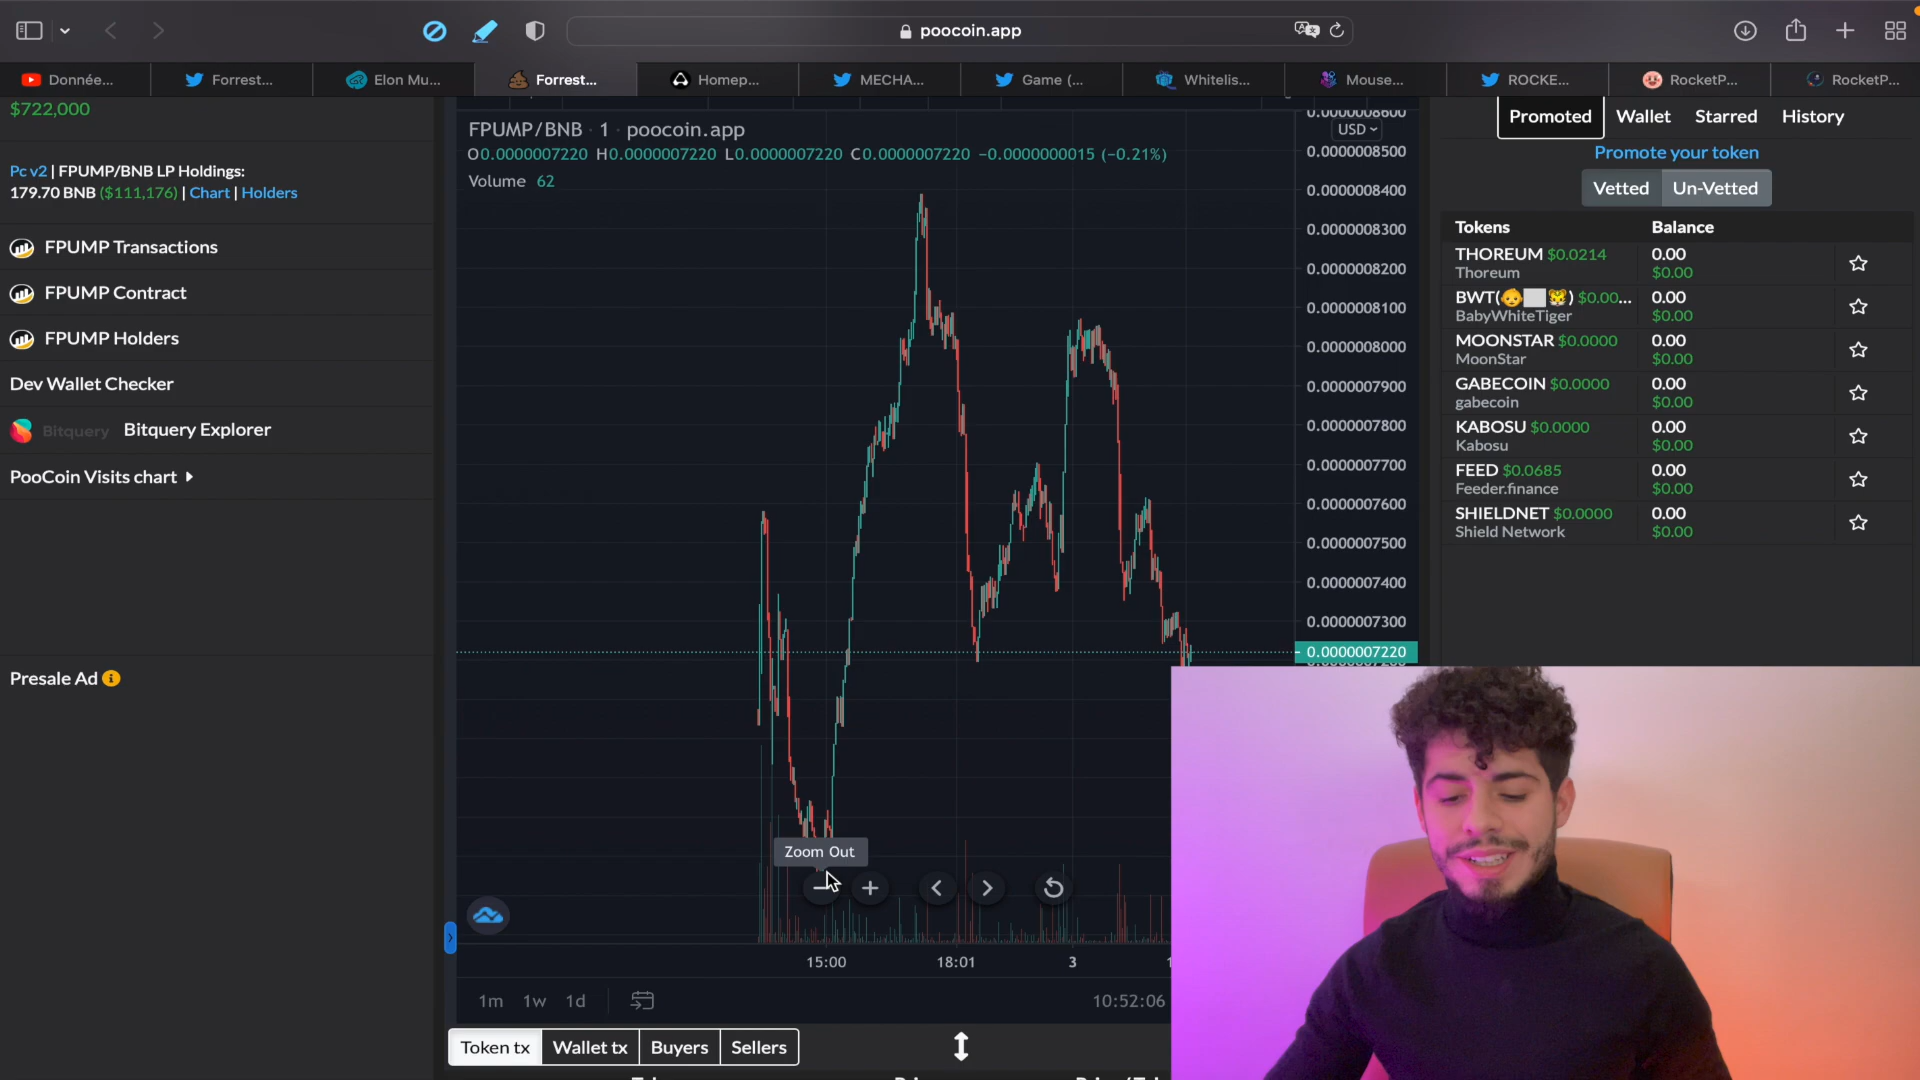 poocoin.app
Donnée...
Forrest...
Elon Mu...
Forrest...
Homep...
MECHA...
Game (...
Whitelis...
Mouse...
ROCKE...
RocketP...
RocketP...
$722,000
Pc v2 | FPUMP/BNB LP Holdings:
179.70 BNB ($111,176) | Chart | Holders
FPUMP Transactions
FPUMP Contract
FPUMP Holders
Dev Wallet Checker
Bitquery Bitquery Explorer
PooCoin Visits chart
Presale Ad
FPUMP/BNB · 1 · poocoin.app
O0.0000007220 H0.0000007220 L0.0000007220 C0.0000007220 −0.0000000015 (−0.21%)
Volume 62
0.0000008600
USD
0.0000008500
0.0000008400
0.0000008300
0.0000008200
0.0000008100
0.0000008000
0.0000007900
0.0000007800
0.0000007700
0.0000007600
0.0000007500
0.0000007400
0.0000007300
0.0000007220
Zoom Out
15:00 18:01 3
1m 1w 1d
10:52:06
Token tx Wallet tx Buyers Sellers
Promoted Wallet Starred History
Promote your token
Vetted Un-Vetted
Tokens Balance
THOREUM $0.0214 0.00
Thoreum $0.00
BWT(👶⬜🐯) $0.00... 0.00
BabyWhiteTiger $0.00
MOONSTAR $0.0000 0.00
MoonStar $0.00
GABECOIN $0.0000 0.00
gabecoin $0.00
KABOSU $0.0000 0.00
Kabosu $0.00
FEED $0.0685 0.00
Feeder.finance $0.00
SHIELDNET $0.0000 0.00
Shield Network $0.00